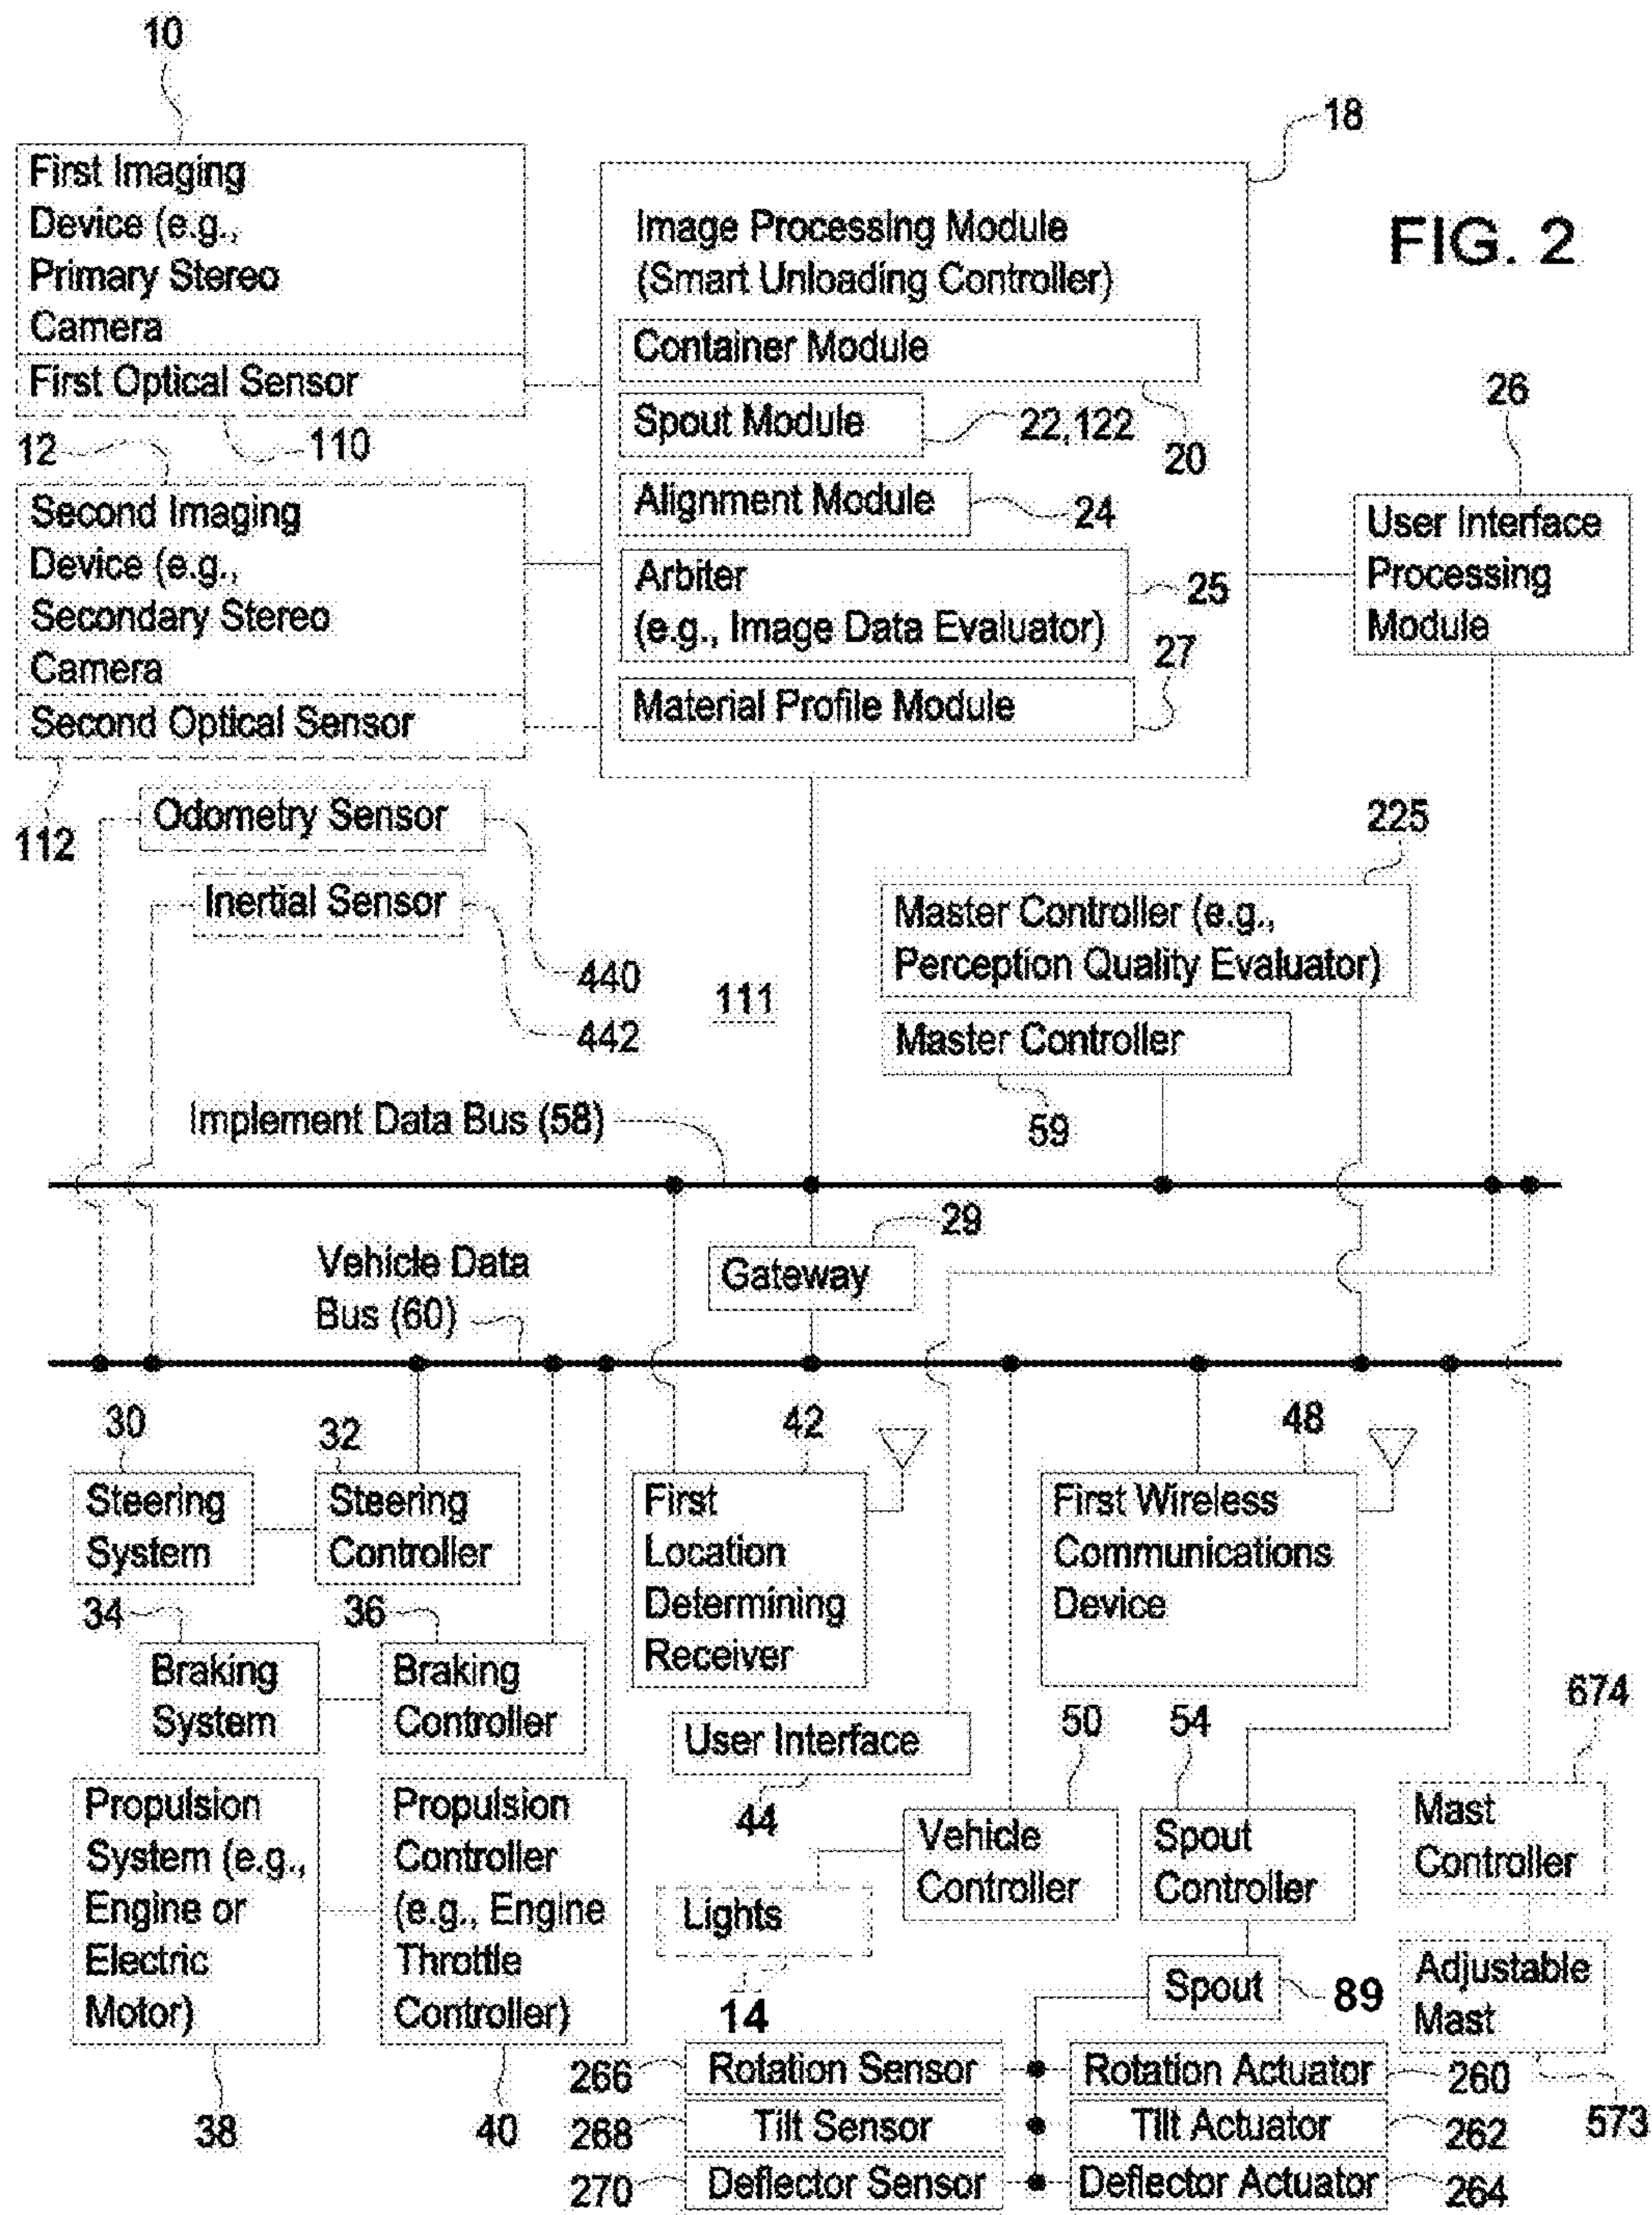 10
18
FIG. 2
First Imaging
Device (e.g.,
Primary Stereo
Camera
First Optical Sensor
110
Image Processing Module
(Smart Unloading Controller)
Container Module
20
Spout Module
22,122
Alignment Module
24
Arbiter
(e.g., Image Data Evaluator)
25
Material Profile Module
27
26
User Interface
Processing
Module
12
Second Imaging
Device (e.g.,
Secondary Stereo
Camera
Second Optical Sensor
112
Odometry Sensor
440
Inertial Sensor
442
111
225
Master Controller (e.g.,
Perception Quality Evaluator)
Master Controller
59
Implement Data Bus (58)
29
Gateway
Vehicle Data
Bus (60)
30
Steering
System
32
Steering
Controller
34
Braking
System
36
Braking
Controller
Propulsion
System (e.g.,
Engine or
Electric
Motor)
38
Propulsion
Controller
(e.g., Engine
Throttle
Controller)
40
42
First
Location
Determining
Receiver
User Interface
44
48
First Wireless
Communications
Device
50
Vehicle
Controller
Lights
14
54
Spout
Controller
Spout
89
674
Mast
Controller
Adjustable
Mast
573
266
Rotation Sensor
Rotation Actuator
260
268
Tilt Sensor
Tilt Actuator
262
270
Deflector Sensor
Deflector Actuator
264